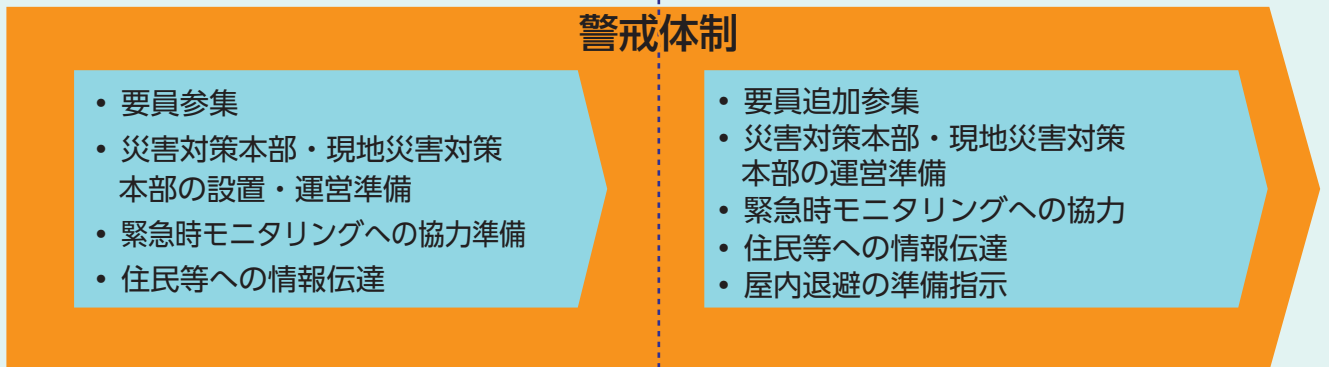 警戒体制
• 要員参集
• 災害対策本部・現地災害対策
本部の設置・運営準備
• 緊急時モニタリングへの協力準備
• 住民等への情報伝達
• 要員追加参集
• 災害対策本部・現地災害対策
本部の運営準備
• 緊急時モニタリングへの協力
• 住民等への情報伝達
• 屋内退避の準備指示